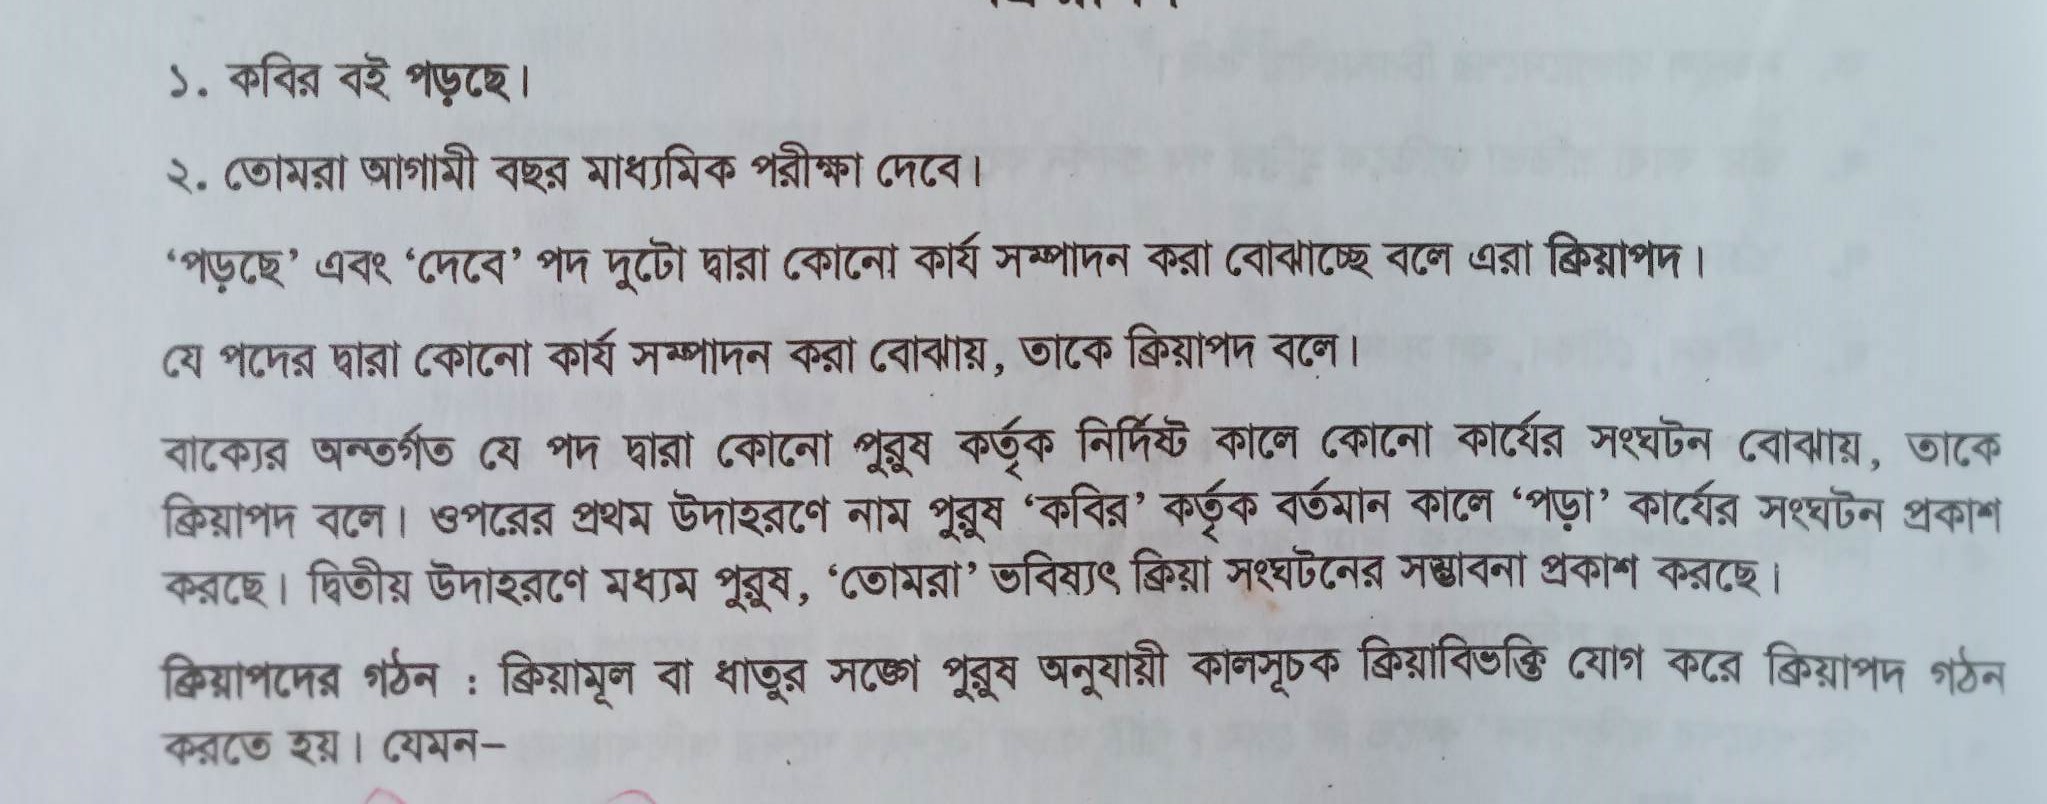 ১. কবির বই পড়ছে।
২. তোমরা আগামী বছর মাধ্যমিক পরীক্ষা দেবে।
‘পড়ছে’ এবং ‘দেবে’ পদ দুটো দ্বারা কোনো কার্য সম্পাদন করা বোঝাচ্ছে বলে এরা ক্রিয়াপদ।
যে পদের দ্বারা কোনো কার্য সম্পাদন করা বোঝায়, তাকে ক্রিয়াপদ বলে।
বাক্যের অন্তর্গত যে পদ দ্বারা কোনো পুরুষ কর্তৃক নির্দিষ্ট কালে কোনো কার্যের সংঘটন বোঝায়, তাকে
ক্রিয়াপদ বলে। ওপরের প্রথম উদাহরণে নাম পুরুষ ‘কবির’ কর্তৃক বর্তমান কালে ‘পড়া’ কার্যের সংঘটন প্রকাশ
করছে। দ্বিতীয় উদাহরণে মধ্যম পুরুষ, ‘তোমরা’ ভবিষ্যৎ ক্রিয়া সংঘটনের সম্ভাবনা প্রকাশ করছে।
ক্রিয়াপদের গঠন : ক্রিয়ামূল বা ধাতুর সঙ্গে পুরুষ অনুযায়ী কালসূচক ক্রিয়াবিভক্তি যোগ করে ক্রিয়াপদ গঠন
করতে হয়। যেমন–